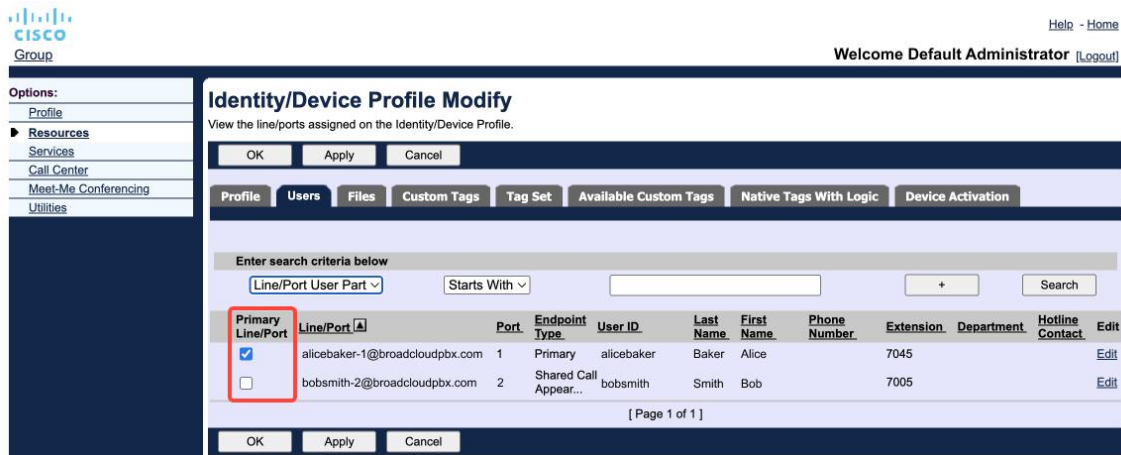 CISCO
Help - Home
Group
Welcome Default Administrator [Logout]
Options:
Profile
Resources
Services
Call Center
Meet-Me Conferencing
Utilities
Identity/Device Profile Modify
View the line/ports assigned on the Identity/Device Profile.
OK Apply Cancel
Profile Users Files Custom Tags Tag Set Available Custom Tags Native Tags With Logic Device Activation
Enter search criteria below
Line/Port User Part Starts With + Search
Primary Line/Port Line/Port Port Endpoint Type User ID Last Name First Name Phone Number Extension Department Hotline Contact Edit
alicebaker-1@broadcloudpbx.com 1 Primary alicebaker Baker Alice 7045 Edit
bobsmith-2@broadcloudpbx.com 2 Shared Call Appear... bobsmith Smith Bob 7005 Edit
[ Page 1 of 1 ]
OK Apply Cancel